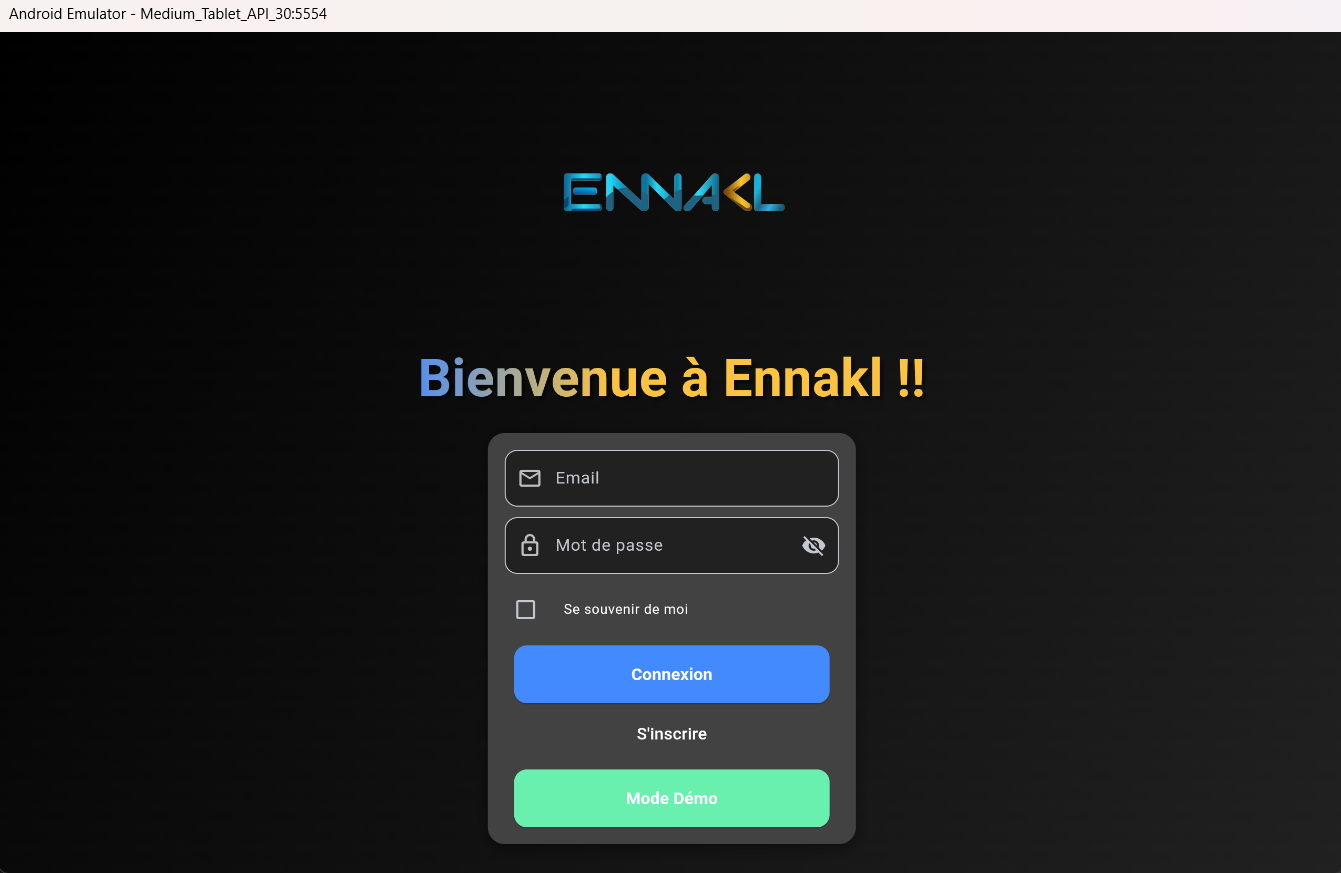 Android Emulator - Medium_Tablet_API_30:5554
ENNAKL
Bienvenue à Ennakl !!
Email
Mot de passe
Se souvenir de moi
Connexion
S'inscrire
Mode Démo